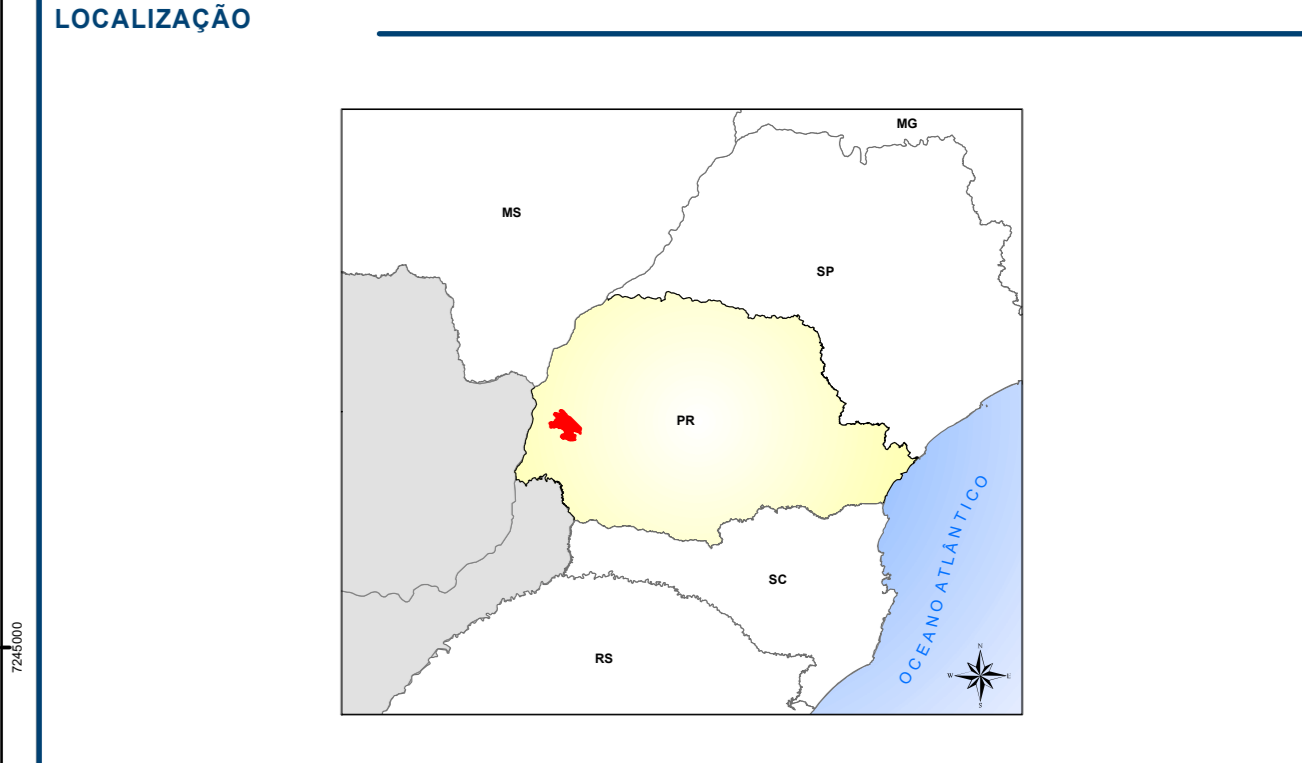 LOCALIZAÇÃO
MG
MS
SP
PR
SC
RS
OCEANO ATLÂNTICO
N
W
E
S
7245000